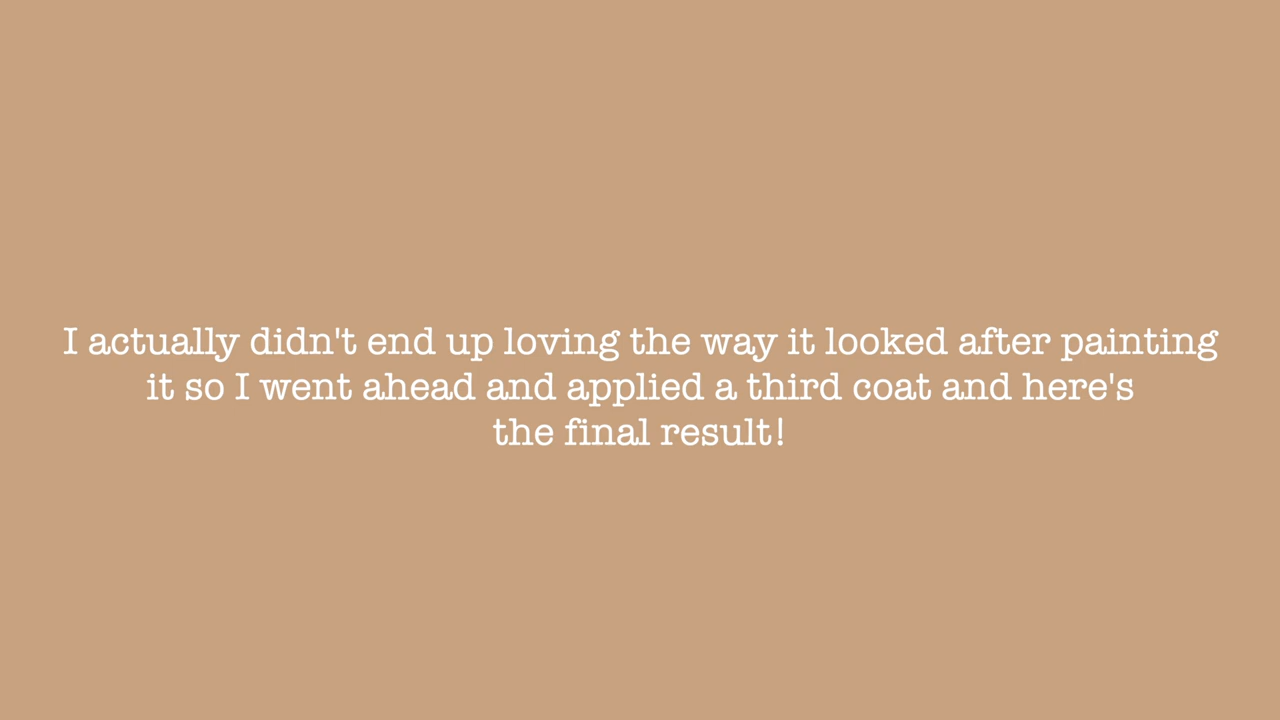 I actually didn't end up loving the way it looked after painting
it so I went ahead and applied a third coat and here's
the final result!